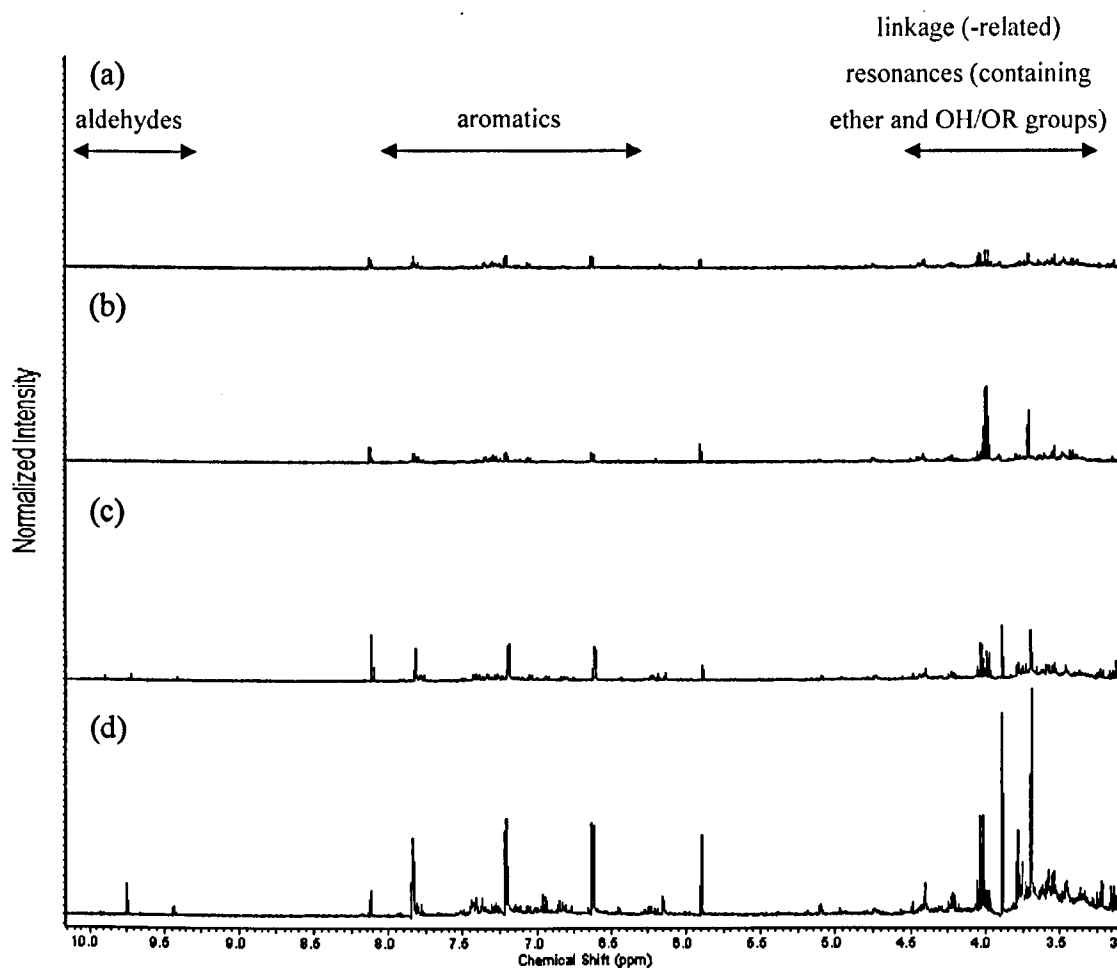 linkage (-related)
(a)
resonances (containing
aldehydes
aromatics
ether and OH/OR groups)
(b)
(c)
(d)
Normalized Intensity
10.0 9.5 9.0 8.5 8.0 7.5 7.0 6.5 6.0 5.5 5.0 4.5 4.0 3.5 3
Chemical Shift (ppm)